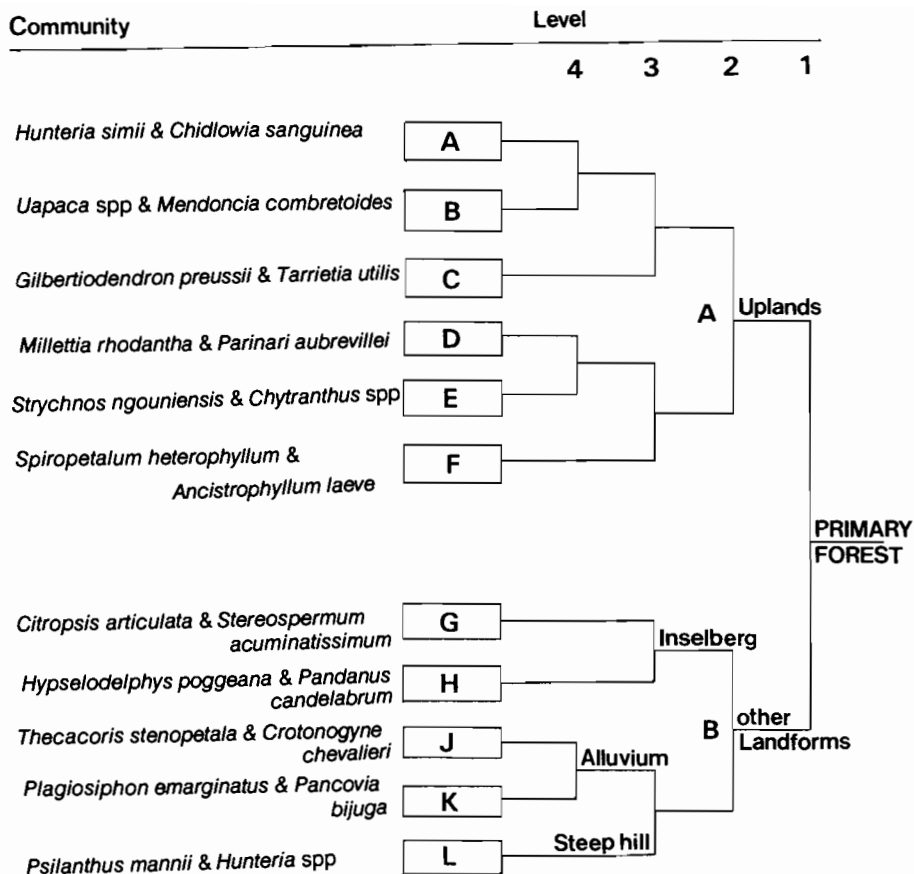 Community Level
4 3 2 1
Hunteria simii & Chidlowia sanguinea A
Uapaca spp & Mendoncia combretoides B
Gilbertiodendron preussii & Tarrietia utilis C
A Uplands
Millettia rhodantha & Parinari aubrevillei D
Strychnos ngouniensis & Chytranthus spp E
Spiropetalum heterophyllum & F
Ancistrophyllum laeve
PRIMARY
FOREST
Citropsis articulata & Stereospermum G
acuminatissimum
Inselberg
Hypselodelphys poggeana & Pandanus H
candelabrum
B other
Landforms
Thecacoris stenopetala & Crotonogyne J
chevalieri
Alluvium
Plagiosiphon emarginatus & Pancovia K
bijuga
Steep hill
Psilanthus mannii & Hunteria spp L